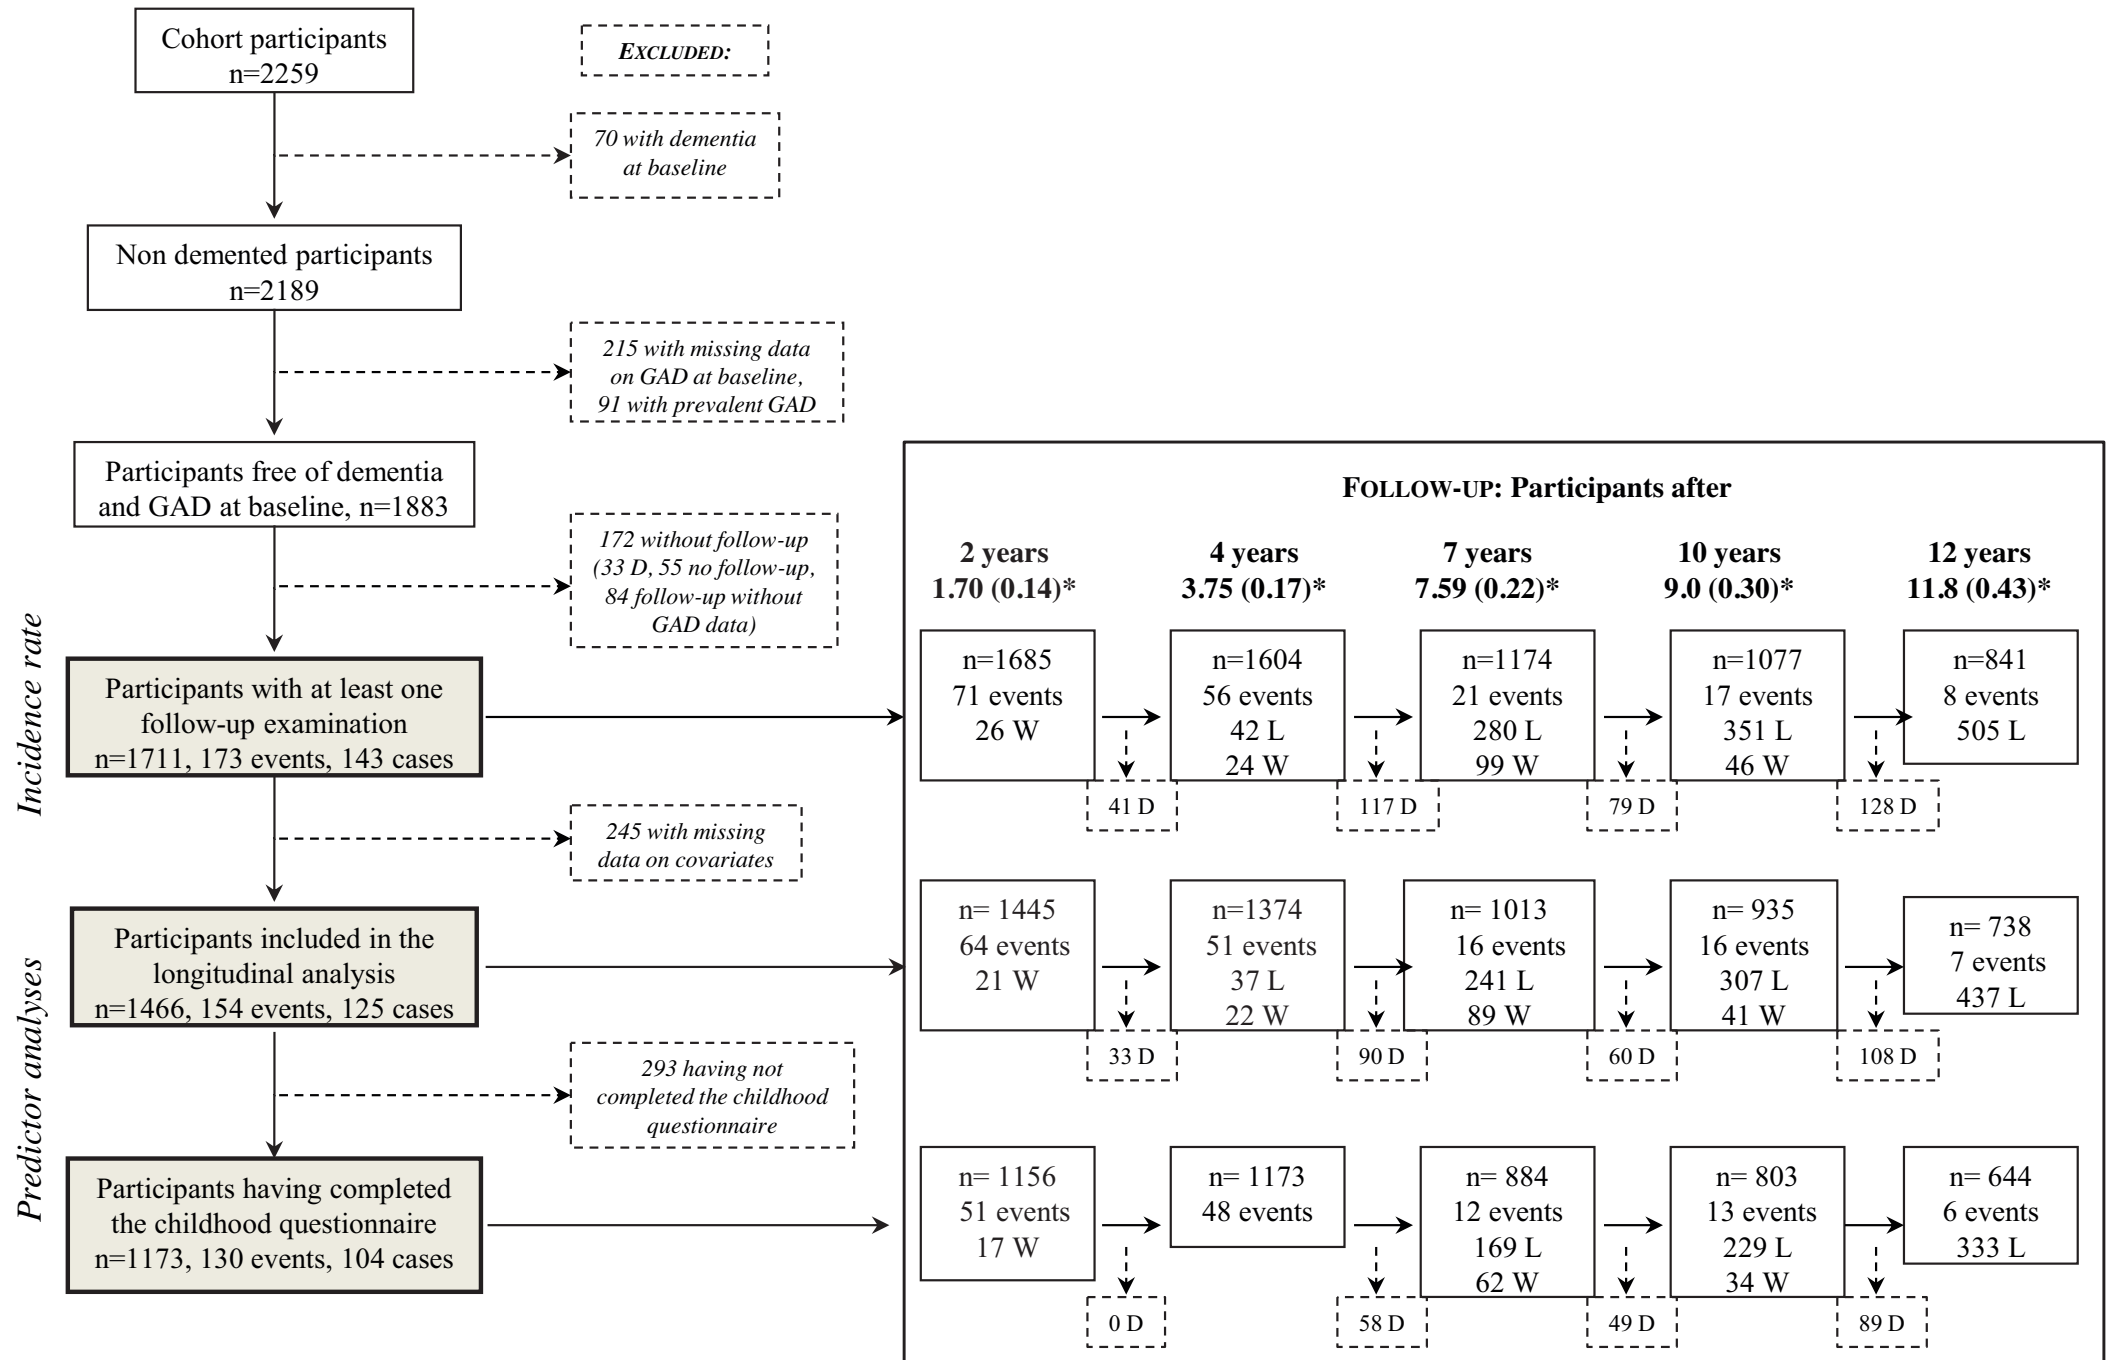 Cohort participants
n=2259
EXCLUDED:
70 with dementia
at baseline
Non demented participants
n=2189
215 with missing data
on GAD at baseline,
91 with prevalent GAD
Participants free of dementia
and GAD at baseline, n=1883
172 without follow-up
(33 D, 55 no follow-up,
84 follow-up without
GAD data)
Incidence rate
Participants with at least one
follow-up examination
n=1711, 173 events, 143 cases
245 with missing
data on covariates
Predictor analyses
Participants included in the
longitudinal analysis
n=1466, 154 events, 125 cases
293 having not
completed the childhood
questionnaire
Participants having completed
the childhood questionnaire
n=1173, 130 events, 104 cases
FOLLOW-UP: Participants after
2 years
1.70 (0.14)*
4 years
3.75 (0.17)*
7 years
7.59 (0.22)*
10 years
9.0 (0.30)*
12 years
11.8 (0.43)*
n=1685
71 events
26 W
41 D
n=1604
56 events
42 L
24 W
117 D
n=1174
21 events
280 L
99 W
79 D
n=1077
17 events
351 L
46 W
128 D
n=841
8 events
505 L
n= 1445
64 events
21 W
33 D
n=1374
51 events
37 L
22 W
90 D
n= 1013
16 events
241 L
89 W
60 D
n= 935
16 events
307 L
41 W
108 D
n= 738
7 events
437 L
n= 1156
51 events
17 W
0 D
n= 1173
48 events
58 D
n= 884
12 events
169 L
62 W
49 D
n= 803
13 events
229 L
34 W
89 D
n= 644
6 events
333 L